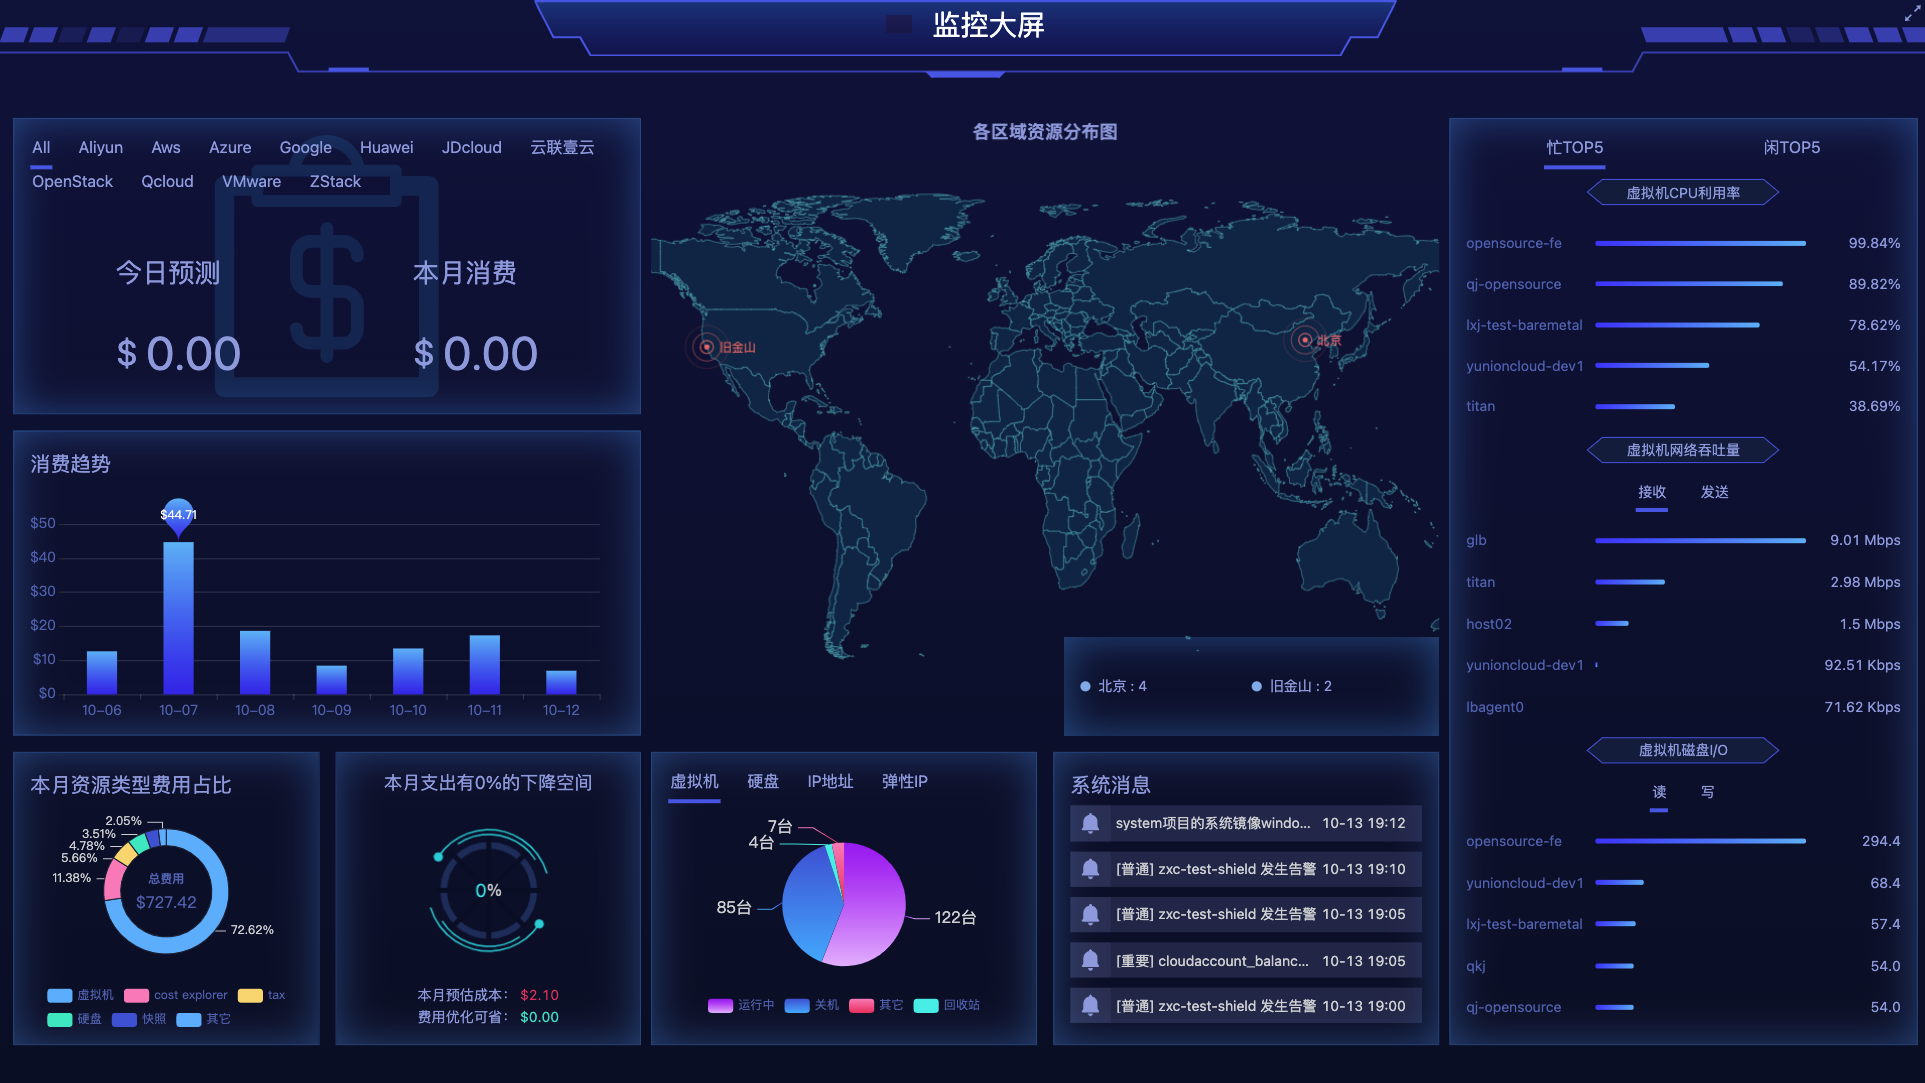 监控大屏
All Aliyun Aws Azure Google Huawei JDcloud 云联壹云
OpenStack Qcloud VMware ZStack
今日预测 本月消费
$ 0.00 $ 0.00
消费趋势
$44.71
$50
$40
$30
$20
$10
$0
10-06 10-07 10-08 10-09 10-10 10-11 10-12
本月资源类型费用占比
2.05%
3.51%
4.78%
5.66%
11.38%
72.62%
总费用
$727.42
虚拟机 cost explorer tax
硬盘 快照 其它
本月支出有0%的下降空间
0%
本月预估成本： $2.10
费用优化可省： $0.00
各区域资源分布图
旧金山
北京
北京 : 4 旧金山 : 2
虚拟机 硬盘 IP地址 弹性IP
7台
4台
85台
122台
运行中 关机 其它 回收站
系统消息
system项目的系统镜像windo... 10-13 19:12
[普通] zxc-test-shield 发生告警 10-13 19:10
[普通] zxc-test-shield 发生告警 10-13 19:05
[重要] cloudaccount_balanc... 10-13 19:05
[普通] zxc-test-shield 发生告警 10-13 19:00
忙TOP5 闲TOP5
虚拟机CPU利用率
opensource-fe 99.84%
qj-opensource 89.82%
lxj-test-baremetal 78.62%
yunioncloud-dev1 54.17%
titan 38.69%
虚拟机网络吞吐量
接收 发送
glb 9.01 Mbps
titan 2.98 Mbps
host02 1.5 Mbps
yunioncloud-dev1 92.51 Kbps
lbagent0 71.62 Kbps
虚拟机磁盘I/O
读 写
opensource-fe 294.4
yunioncloud-dev1 68.4
lxj-test-baremetal 57.4
qkj 54.0
qj-opensource 54.0